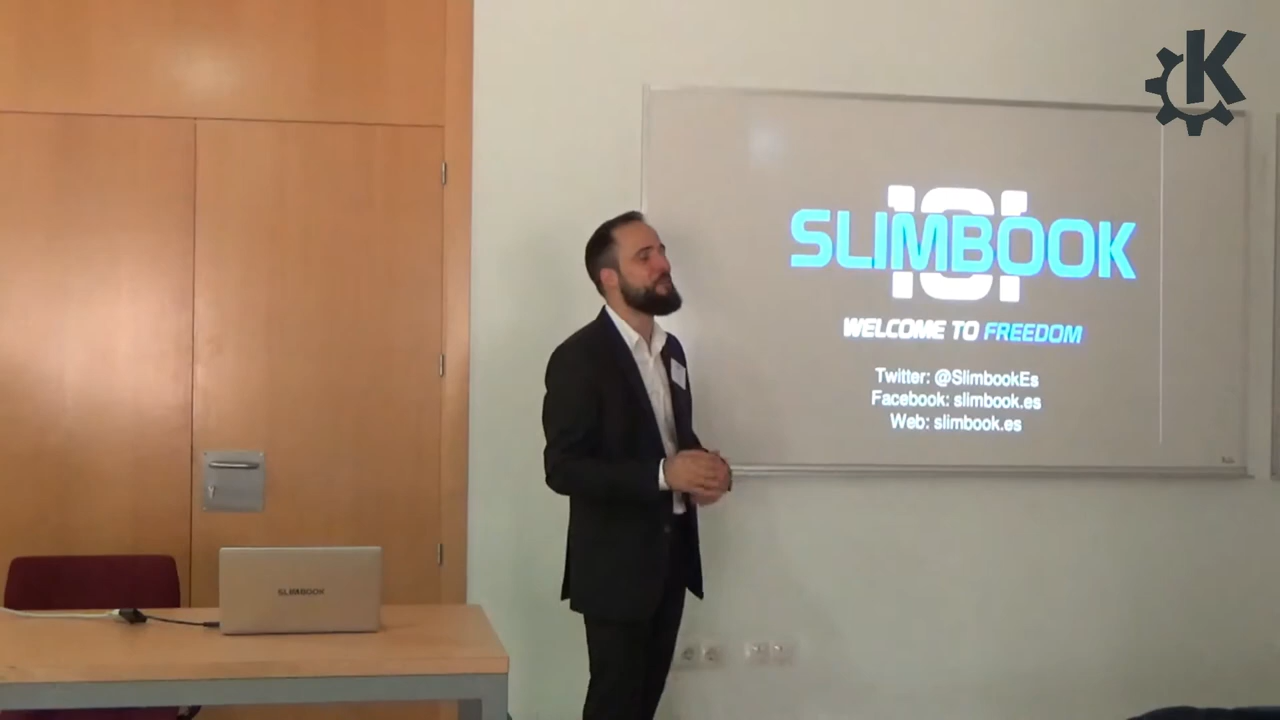 SLIMBOOK
WELCOME TO FREEDOM
Twitter: @SlimbookEs
Facebook: slimbook.es
Web: slimbook.es
SLIMBOOK